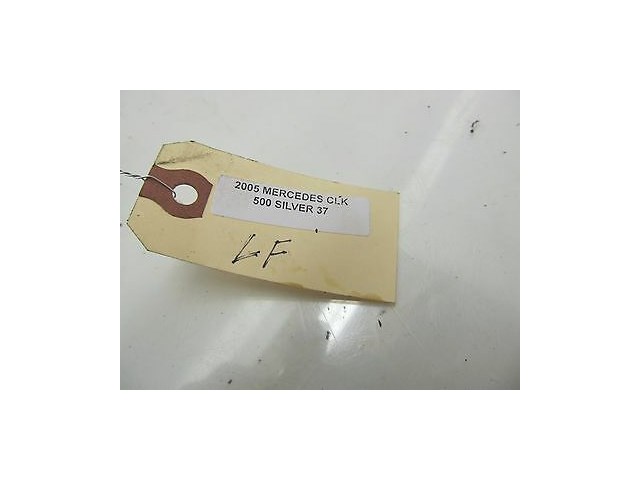 2005 MERCEDES CLK
500 SILVER 37
LF